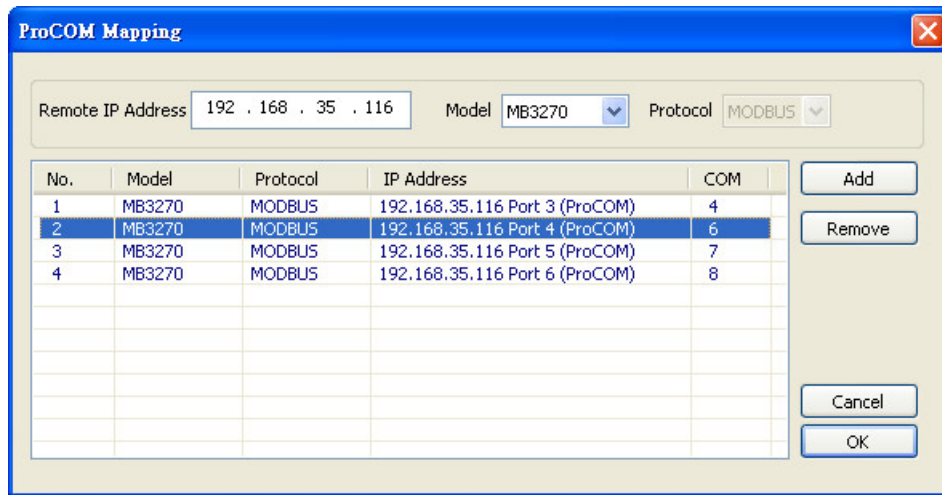 ProCOM Mapping
Remote IP Address 192 . 168 . 35 . 116 Model MB3270 Protocol MODBUS
No. Model Protocol IP Address COM
1 MB3270 MODBUS 192.168.35.116 Port 3 (ProCOM) 4
2 MB3270 MODBUS 192.168.35.116 Port 4 (ProCOM) 6
3 MB3270 MODBUS 192.168.35.116 Port 5 (ProCOM) 7
4 MB3270 MODBUS 192.168.35.116 Port 6 (ProCOM) 8
Add
Remove
Cancel
OK